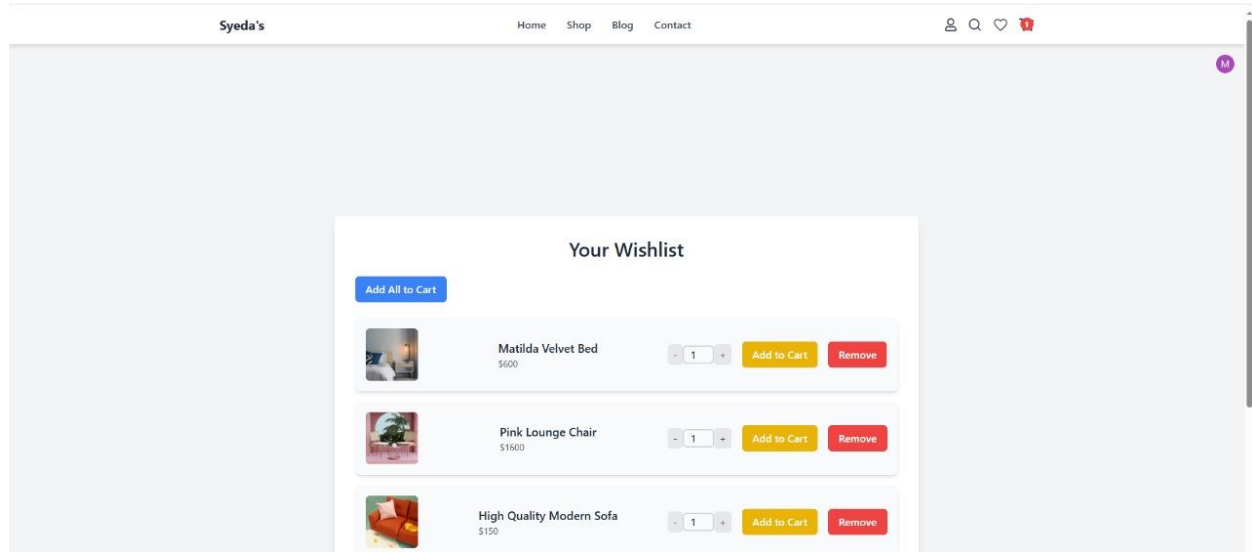 Syeda's
Home Shop Blog Contact
1
M
Your Wishlist
Add All to Cart
Matilda Velvet Bed
$600
- 1 + Add to Cart Remove
Pink Lounge Chair
$1600
- 1 + Add to Cart Remove
High Quality Modern Sofa
$150
- 1 + Add to Cart Remove